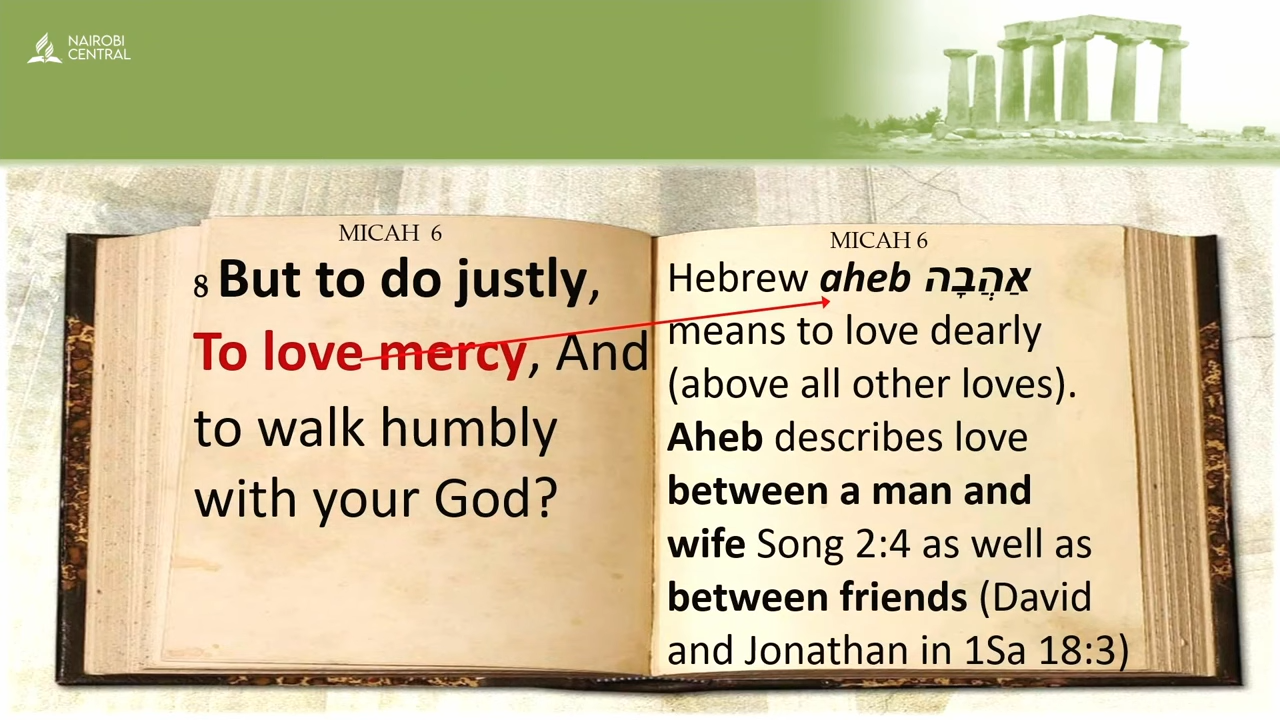 NAIROBI
CENTRAL
MICAH 6
8 But to do justly,
To love mercy, And
to walk humbly
with your God?
MICAH 6
Hebrew aheb אַהֲבָה
means to love dearly
(above all other loves).
Aheb describes love
between a man and
wife Song 2:4 as well as
between friends (David
and Jonathan in 1Sa 18:3)